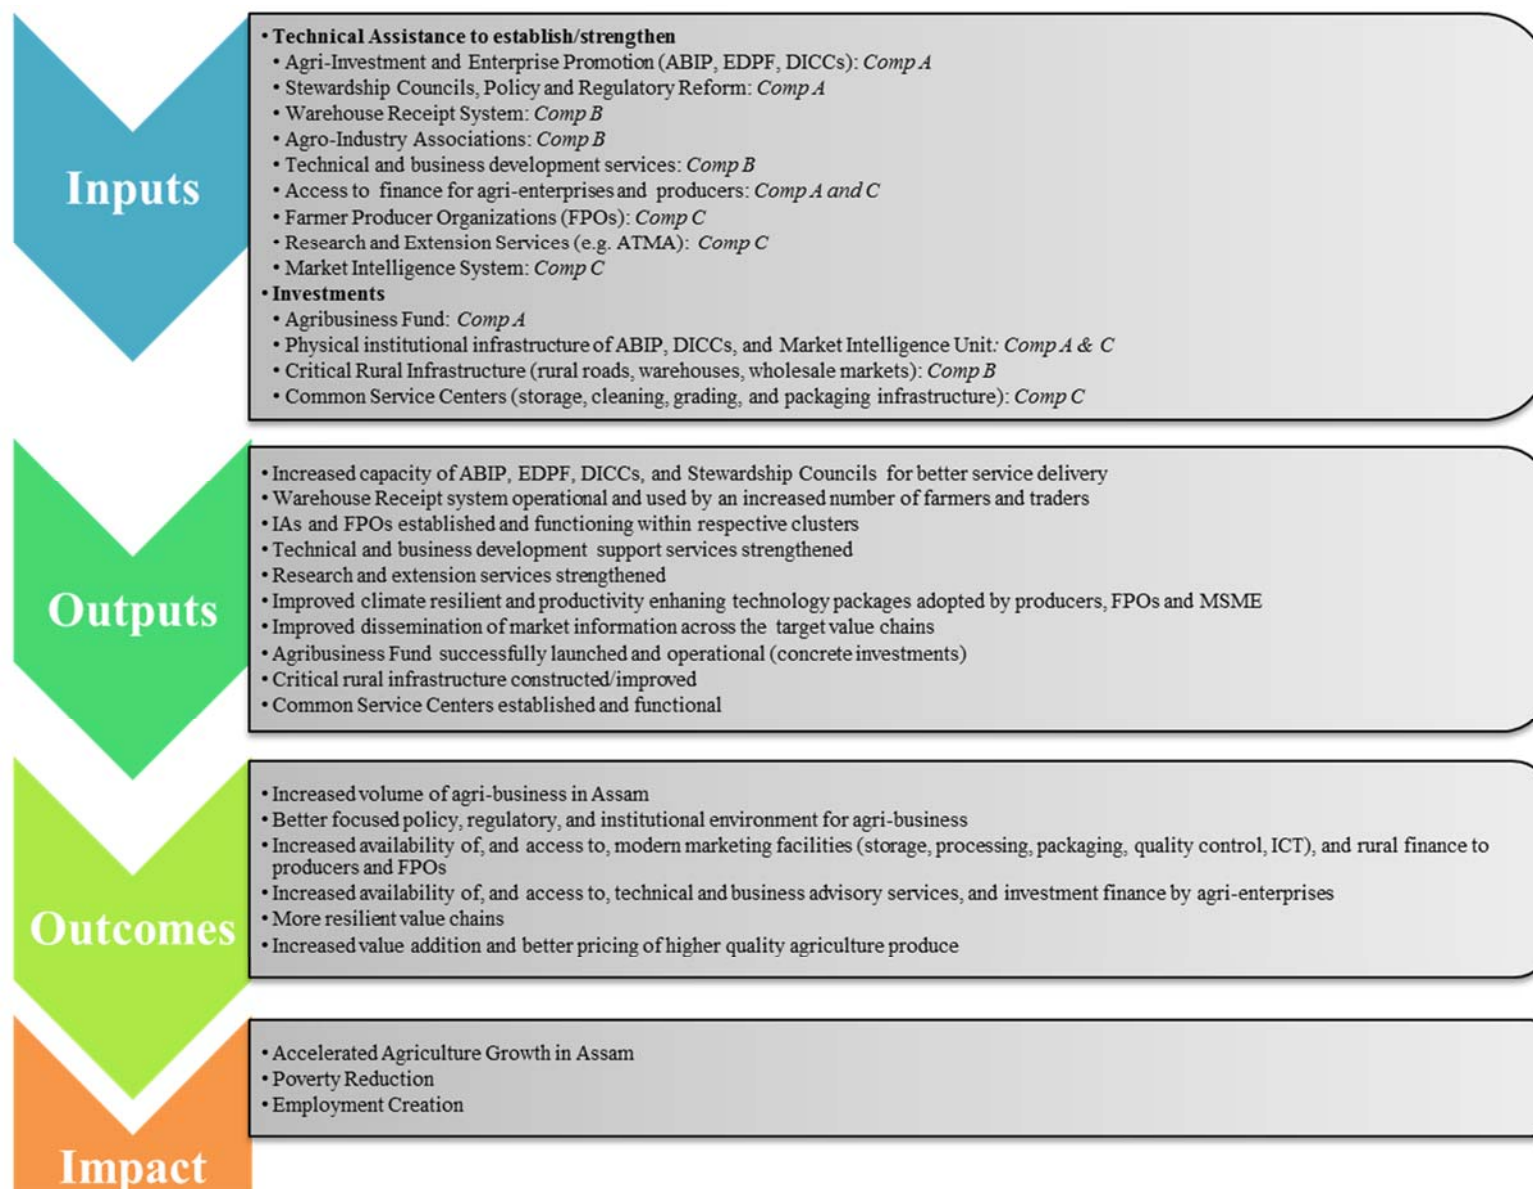 Inputs
• Technical Assistance to establish/strengthen
• Agri-Investment and Enterprise Promotion (ABIP, EDPF, DICCs): Comp A
• Stewardship Councils, Policy and Regulatory Reform: Comp A
• Warehouse Receipt System: Comp B
• Agro-Industry Associations: Comp B
• Technical and business development services: Comp B
• Access to finance for agri-enterprises and producers: Comp A and C
• Farmer Producer Organizations (FPOs): Comp C
• Research and Extension Services (e.g. ATMA): Comp C
• Market Intelligence System: Comp C
• Investments
• Agribusiness Fund: Comp A
• Physical institutional infrastructure of ABIP, DICCs, and Market Intelligence Unit: Comp A & C
• Critical Rural Infrastructure (rural roads, warehouses, wholesale markets): Comp B
• Common Service Centers (storage, cleaning, grading, and packaging infrastructure): Comp C
Outputs
• Increased capacity of ABIP, EDPF, DICCs, and Stewardship Councils for better service delivery
• Warehouse Receipt system operational and used by an increased number of farmers and traders
• IAs and FPOs established and functioning within respective clusters
• Technical and business development support services strengthened
• Research and extension services strengthened
• Improved climate resilient and productivity enhaning technology packages adopted by producers, FPOs and MSME
• Improved dissemination of market information across the target value chains
• Agribusiness Fund successfully launched and operational (concrete investments)
• Critical rural infrastructure constructed/improved
• Common Service Centers established and functional
Outcomes
• Increased volume of agri-business in Assam
• Better focused policy, regulatory, and institutional environment for agri-business
• Increased availability of, and access to, modern marketing facilities (storage, processing, packaging, quality control, ICT), and rural finance to
producers and FPOs
• Increased availability of, and access to, technical and business advisory services, and investment finance by agri-enterprises
• More resilient value chains
• Increased value addition and better pricing of higher quality agriculture produce
Impact
• Accelerated Agriculture Growth in Assam
• Poverty Reduction
• Employment Creation